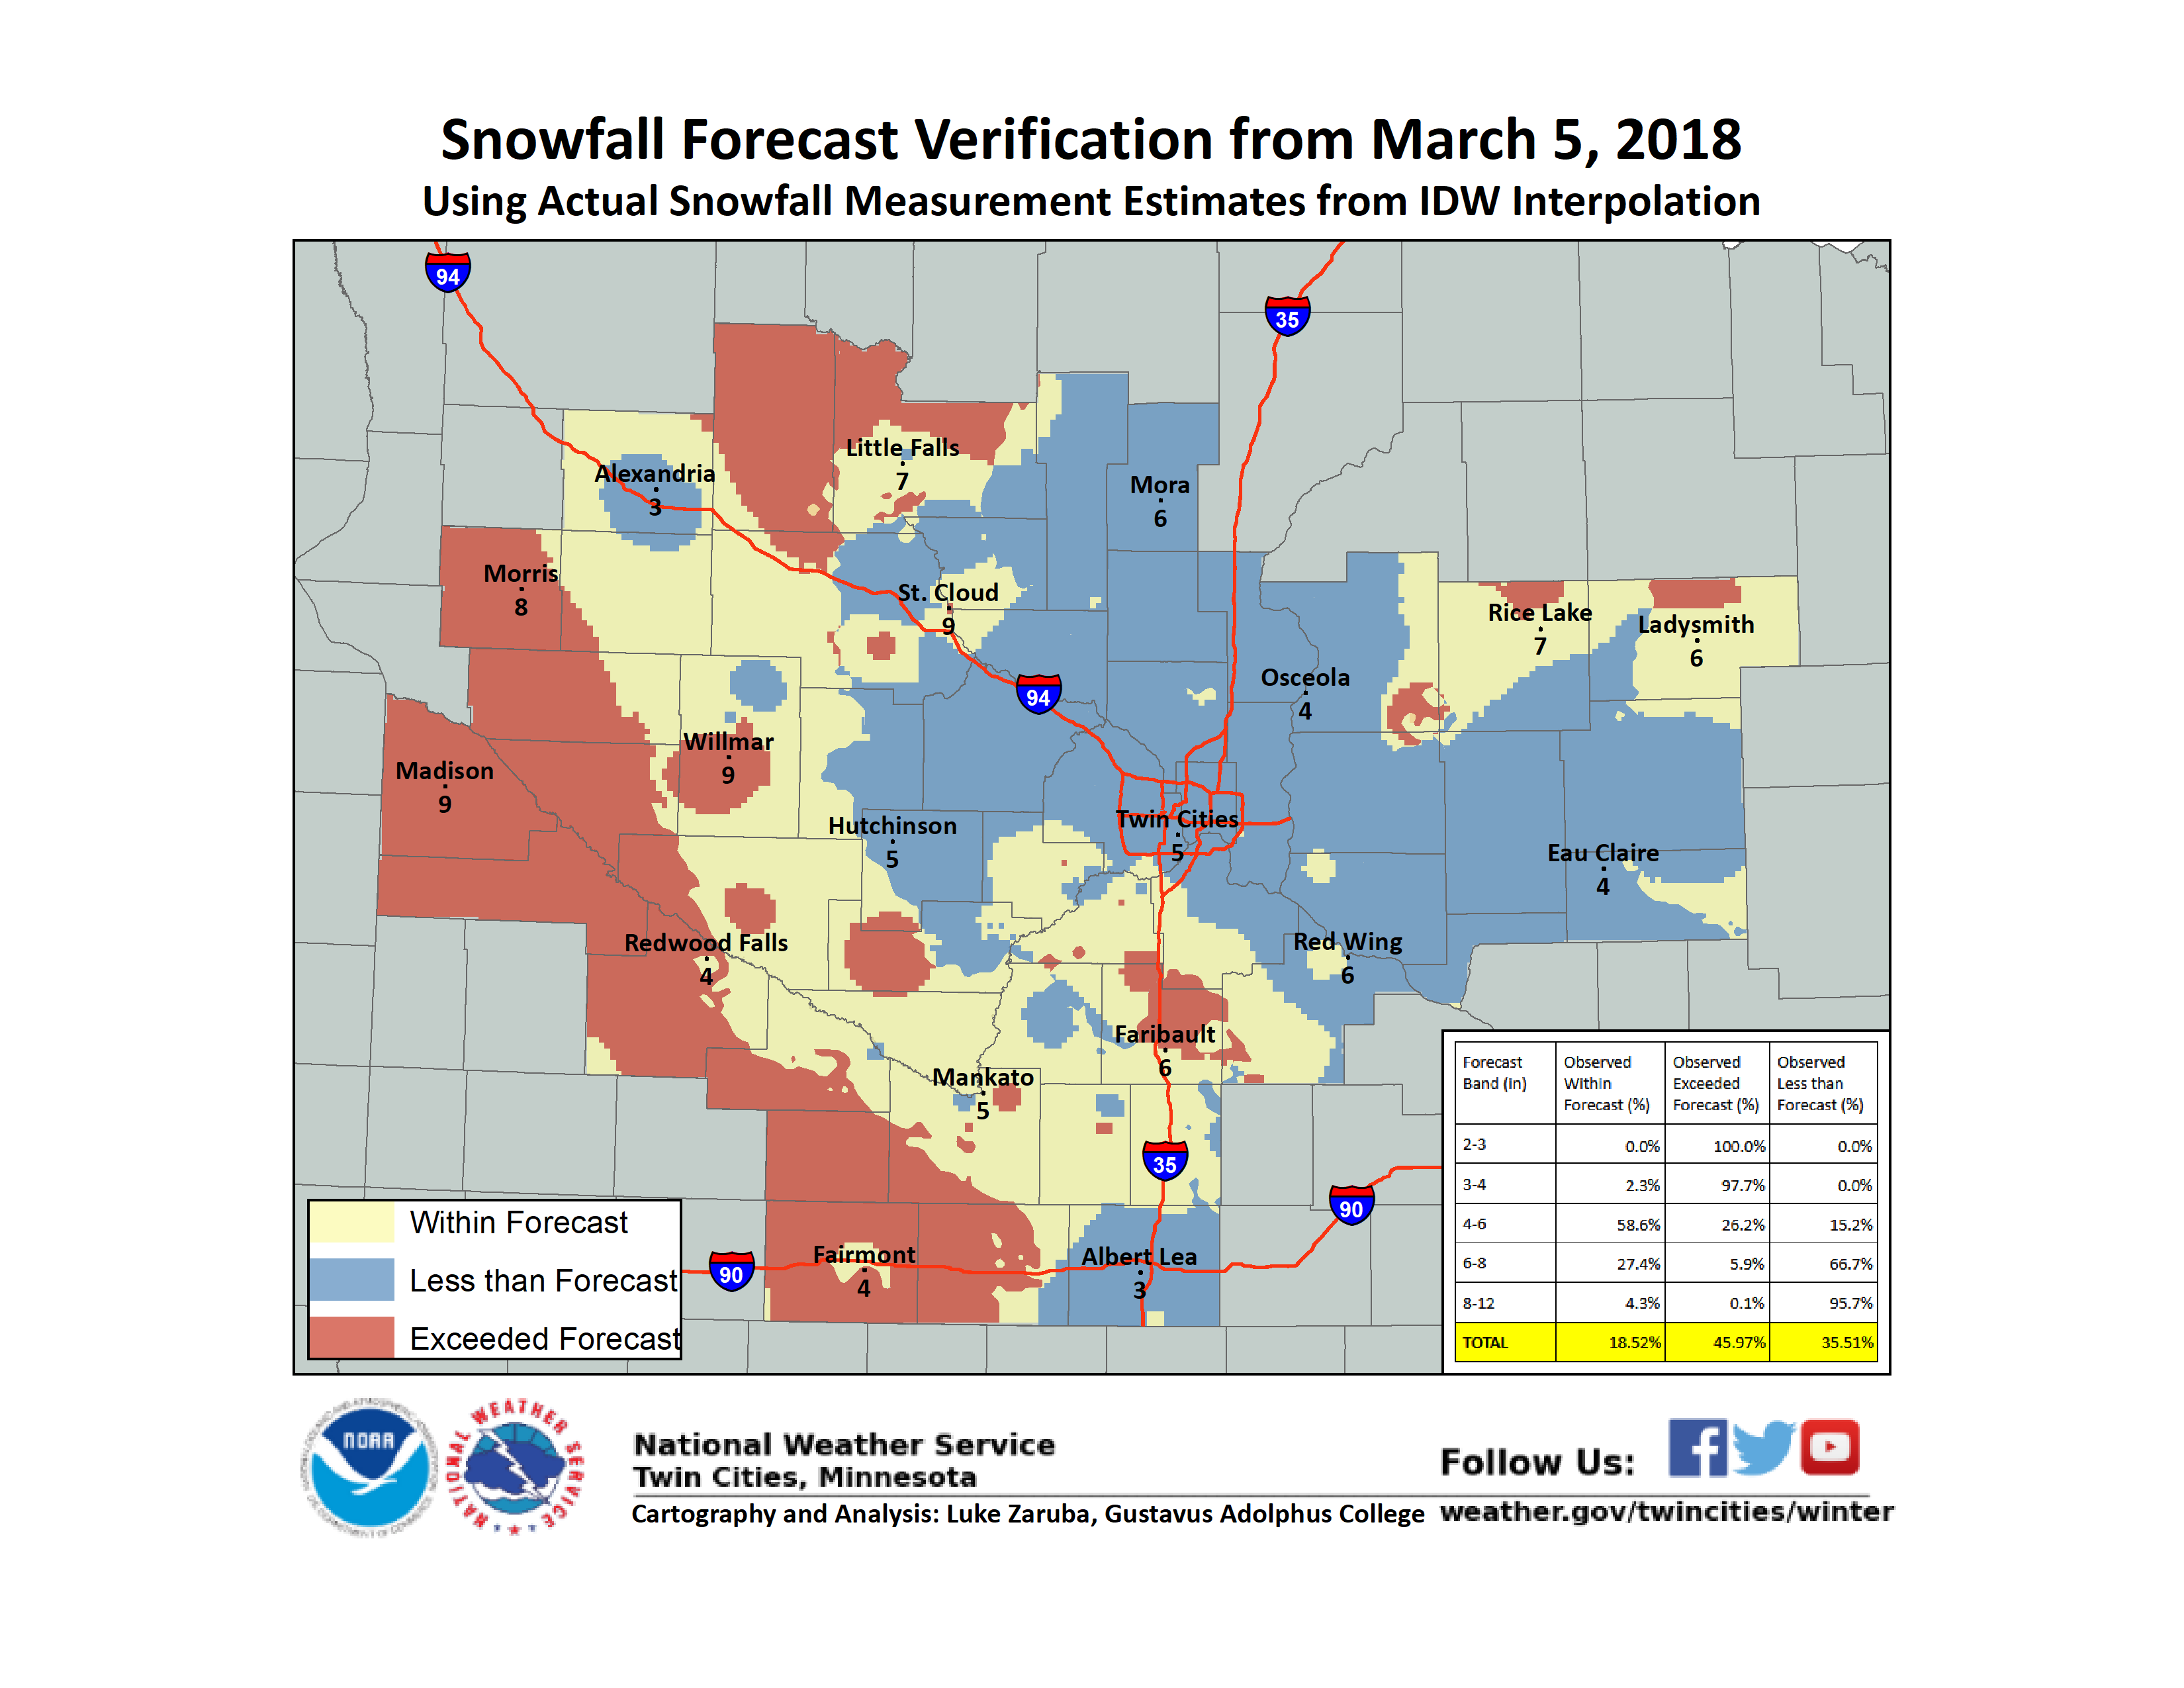 Snowfall Forecast Verification from March 5, 2018
Using Actual Snowfall Measurement Estimates from IDW Interpolation
94
35
Little Falls
7
Alexandria
3
Mora
6
Morris
8
St. Cloud
9
Rice Lake
7
Ladysmith
6
Osceola
4
94
Willmar
9
Madison
9
Hutchinson
5
Twin Cities
5
Eau Claire
4
Redwood Falls
4
Red Wing
6
Faribault
6
Mankato
5
35
90
Fairmont
4
Albert Lea
3
90
Within Forecast
Less than Forecast
Exceeded Forecast
Forecast Band (in) Observed Within Forecast (%) Observed Exceeded Forecast (%) Observed Less than Forecast (%)
2-3 0.0% 100.0% 0.0%
3-4 2.3% 97.7% 0.0%
4-6 58.6% 26.2% 15.2%
6-8 27.4% 5.9% 66.7%
8-12 4.3% 0.1% 95.7%
TOTAL 18.52% 45.97% 35.51%
NOAA
NATIONAL WEATHER SERVICE
National Weather Service
Twin Cities, Minnesota
Cartography and Analysis: Luke Zaruba, Gustavus Adolphus College
Follow Us:
weather.gov/twincities/winter